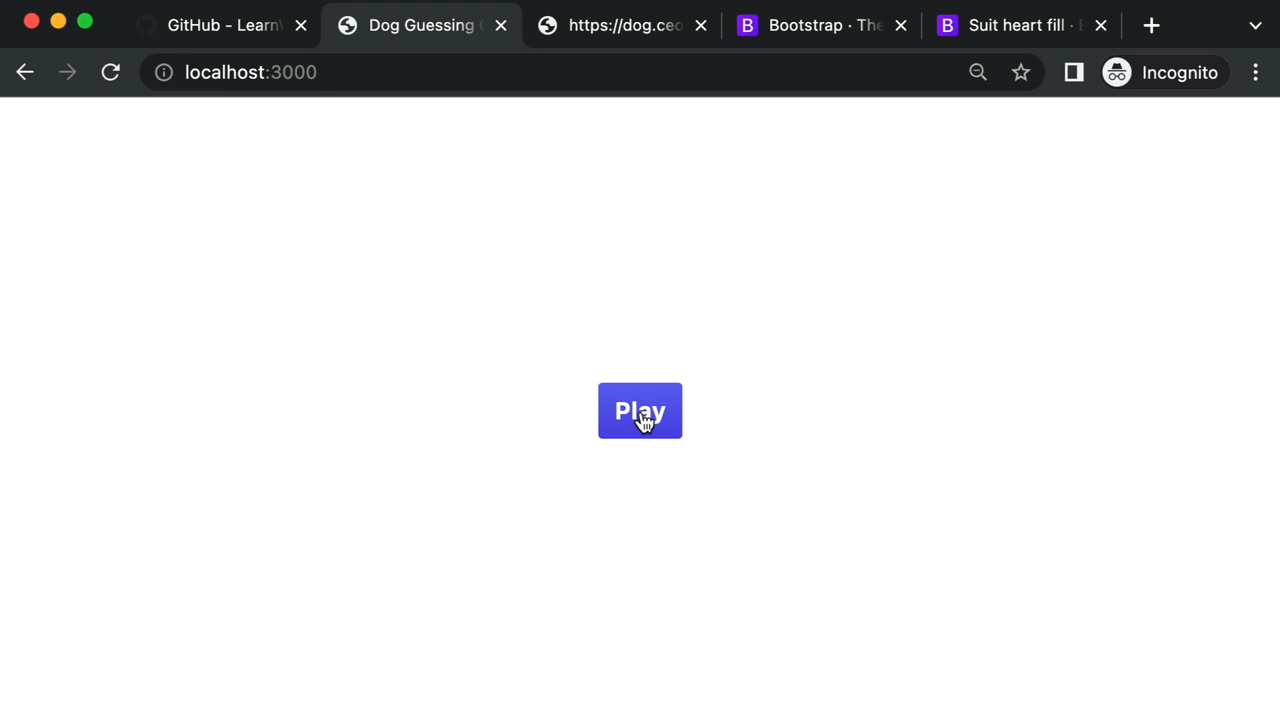 GitHub - Learn
Dog Guessing
https://dog.ceo
B Bootstrap · The
B Suit heart fill ·
localhost:3000
Incognito
Play